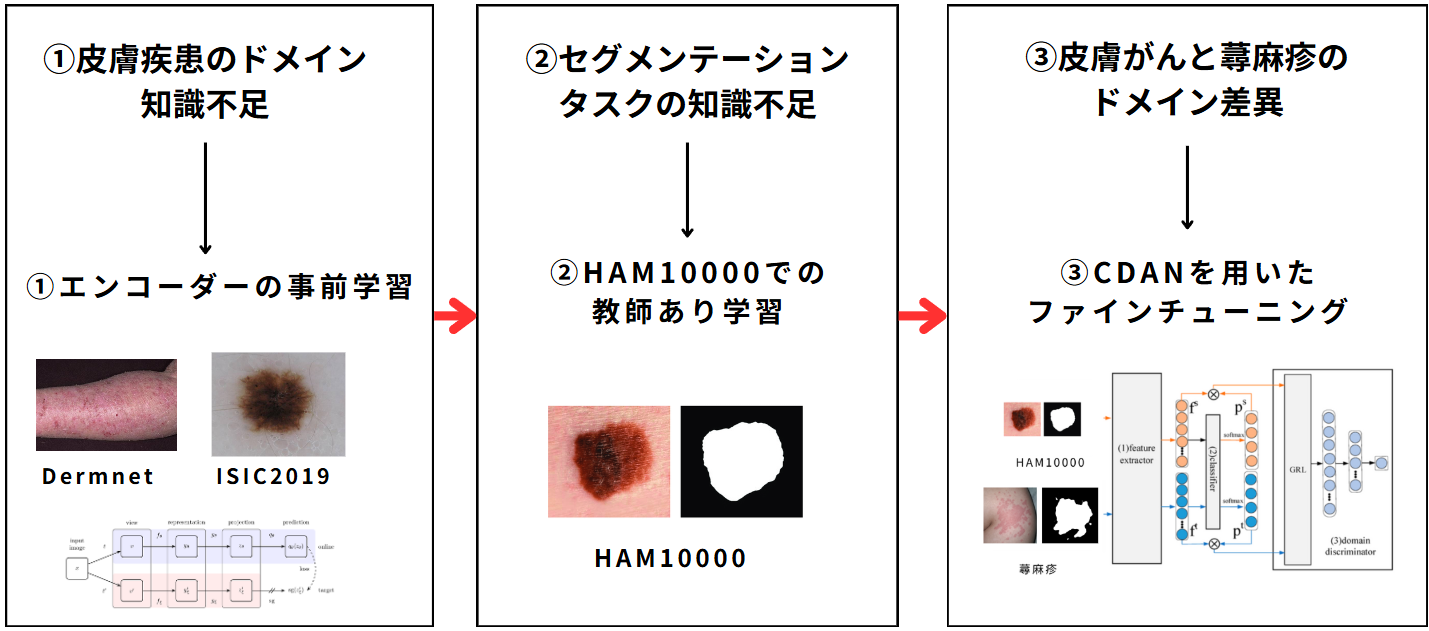 ①皮膚疾患のドメイン
知識不足
①エンコーダーの事前学習
Dermnet
ISIC2019
view
representation
projection
prediction
input
image
online
loss
target
sg
②セグメンテーション
タスクの知識不足
②HAM10000での
教師あり学習
HAM10000
③皮膚がんと蕁麻疹の
ドメイン差異
③CDANを用いた
ファインチューニング
HAM10000
蕁麻疹
(1)feature
extractor
fˢ
fᵗ
(2)classifier
softmax
softmax
pˢ
pᵗ
GRL
(3)domain
discriminator